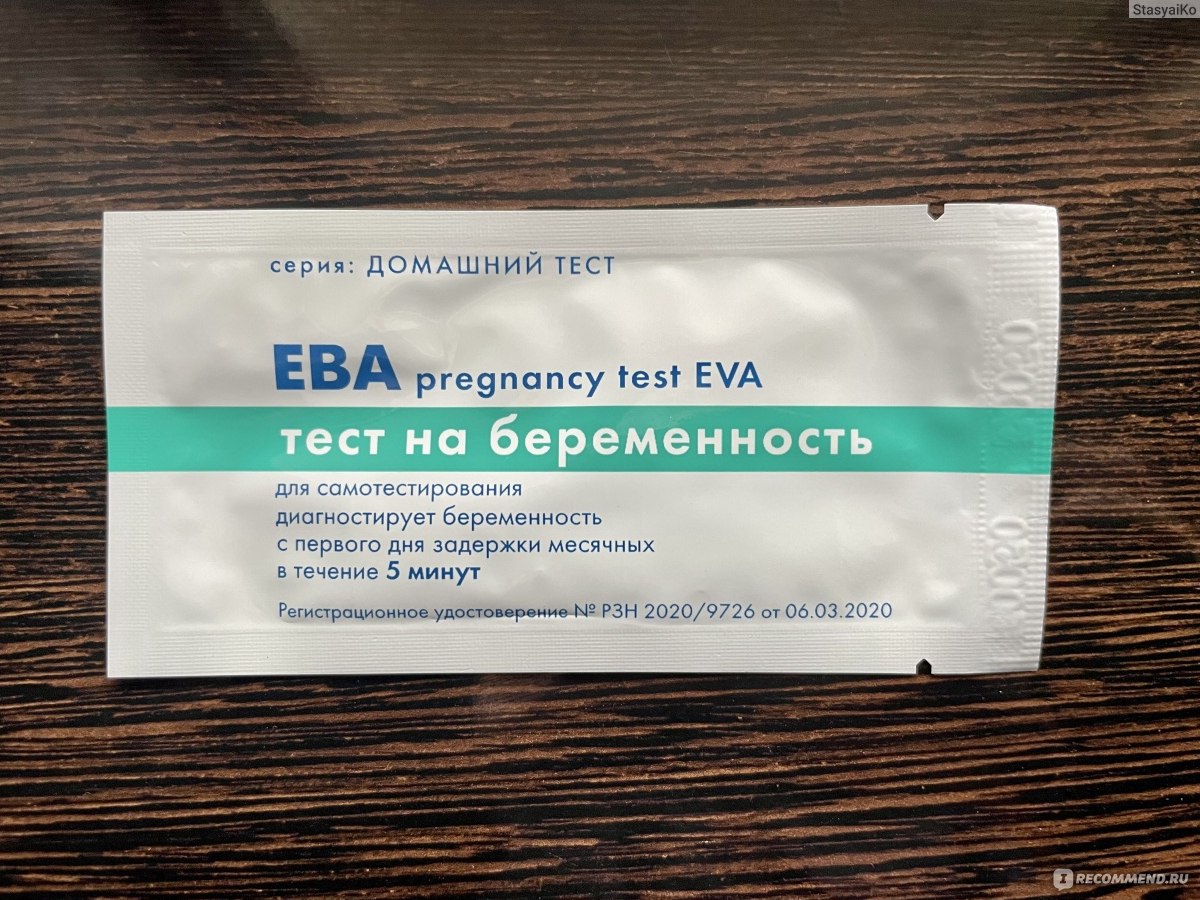 StasyaiKo
серия: ДОМАШНИЙ ТЕСТ
ЕВА pregnancy test EVA
тест на беременность
для самотестирования
диагностирует беременность
с первого дня задержки месячных
в течение 5 минут
Регистрационное удостоверение № РЗН 2020/9726 от 06.03.2020
I RECOMMEND.RU